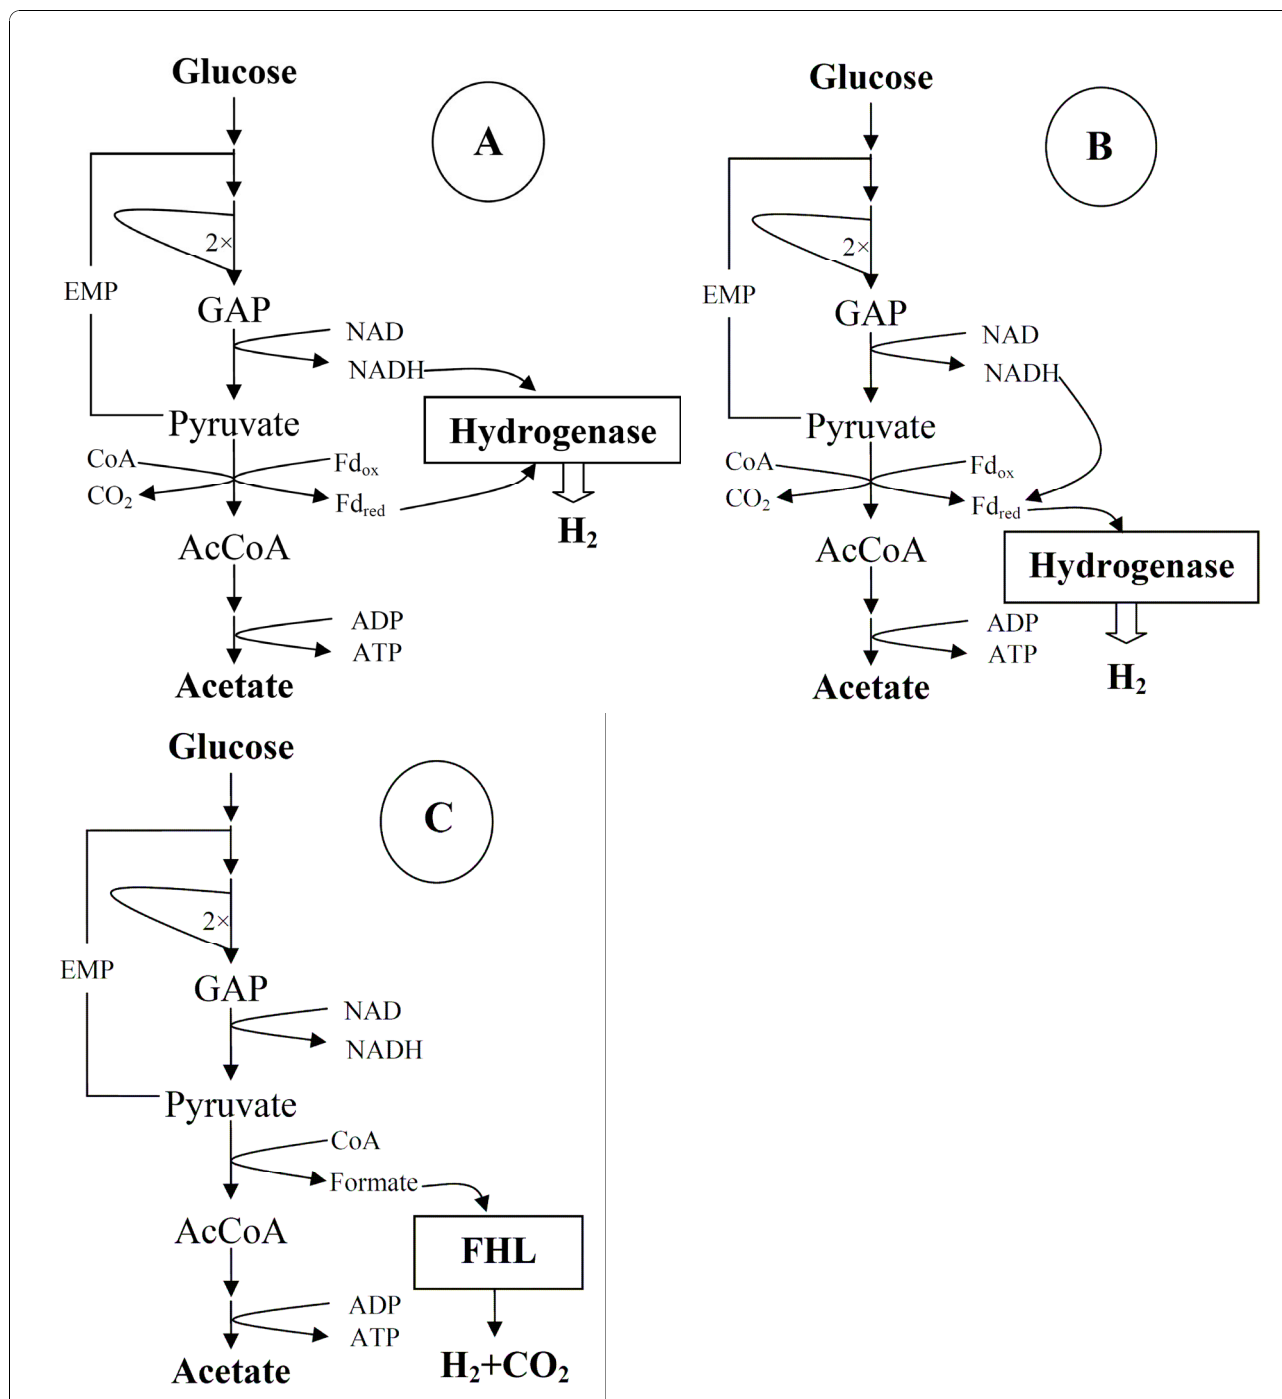 Glucose
A
2×
EMP
GAP
NAD
NADH
Pyruvate
Hydrogenase
CoA
Fdox
CO2
Fdred
H2
AcCoA
ADP
ATP
Acetate
Glucose
B
2×
EMP
GAP
NAD
NADH
Pyruvate
CoA
Fdox
CO2
Fdred
AcCoA
Hydrogenase
ADP
ATP
H2
Acetate
Glucose
C
2×
EMP
GAP
NAD
NADH
Pyruvate
CoA
Formate
AcCoA
FHL
ADP
ATP
H2+CO2
Acetate